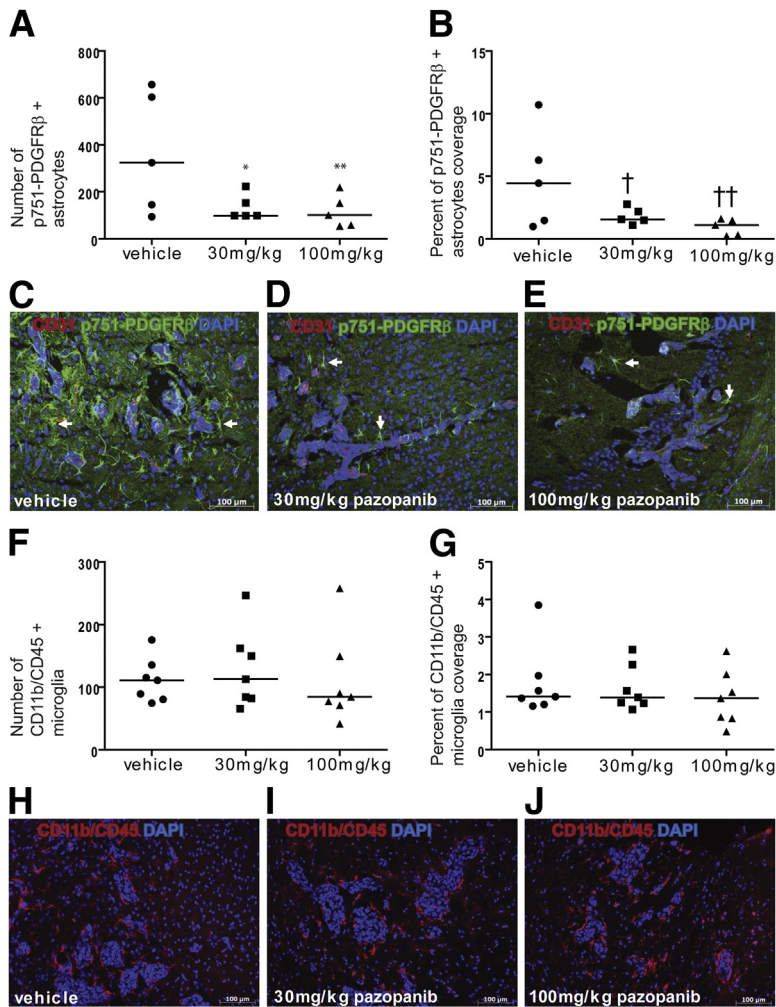 A
Number of
p751-PDGFRβ +
astrocytes
800
600
400
200
0
*
**
vehicle
30mg/kg
100mg/kg
B
Percent of p751-PDGFRβ +
astrocytes coverage
15
10
5
0
†
††
vehicle
30mg/kg
100mg/kg
C
CD31 p751-PDGFRβ DAPI
vehicle
100 µm
D
CD31 p751-PDGFRβ DAPI
30mg/kg pazopanib
100 µm
E
CD31 p751-PDGFRβ DAPI
100mg/kg pazopanib
100 µm
F
Number of
CD11b/CD45 +
microglia
300
200
100
0
vehicle
30mg/kg
100mg/kg
G
Percent of CD11b/CD45 +
microglia coverage
5
4
3
2
1
0
vehicle
30mg/kg
100mg/kg
H
CD11b/CD45 DAPI
vehicle
100 µm
I
CD11b/CD45 DAPI
30mg/kg pazopanib
100 µm
J
CD11b/CD45 DAPI
100mg/kg pazopanib
100 µm